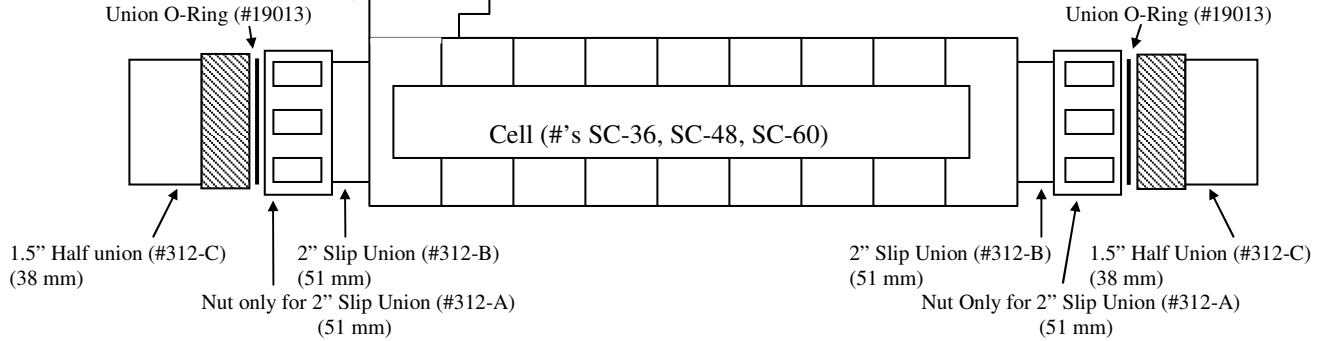 Union O-Ring (#19013)
Union O-Ring (#19013)
Cell (#'s SC-36, SC-48, SC-60)
1.5” Half union (#312-C)
(38 mm)
2” Slip Union (#312-B)
(51 mm)
Nut only for 2” Slip Union (#312-A)
(51 mm)
2” Slip Union (#312-B)
(51 mm)
1.5” Half Union (#312-C)
(38 mm)
Nut Only for 2” Slip Union (#312-A)
(51 mm)